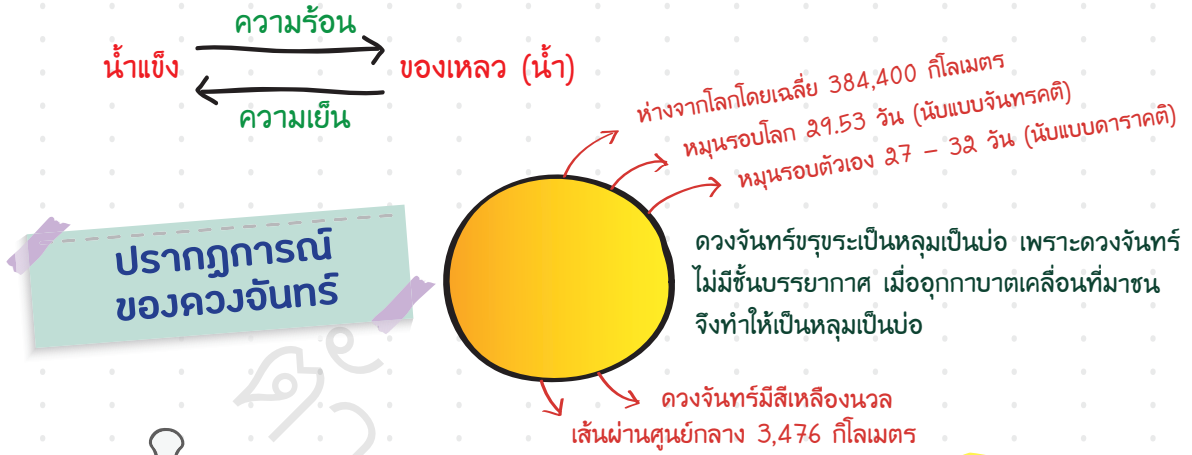 ความร้อน
น้ำแข็ง
ของเหลว (น้ำ)
ความเย็น
ห่างจากโลกโดยเฉลี่ย 384,400 กิโลเมตร
หมุนรอบโลก 29.53 วัน (นับแบบจันทรคติ)
หมุนรอบตัวเอง 27 – 32 วัน (นับแบบดาราคติ)
ปรากฏการณ์
ของดวงจันทร์
ดวงจันทร์ขรุขระเป็นหลุมเป็นบ่อ เพราะดวงจันทร์
ไม่มีชั้นบรรยากาศ เมื่ออุกกาบาตเคลื่อนที่มาชน
จึงทำให้เป็นหลุมเป็นบ่อ
ดวงจันทร์มีสีเหลืองนวล
เส้นผ่านศูนย์กลาง 3,476 กิโลเมตร